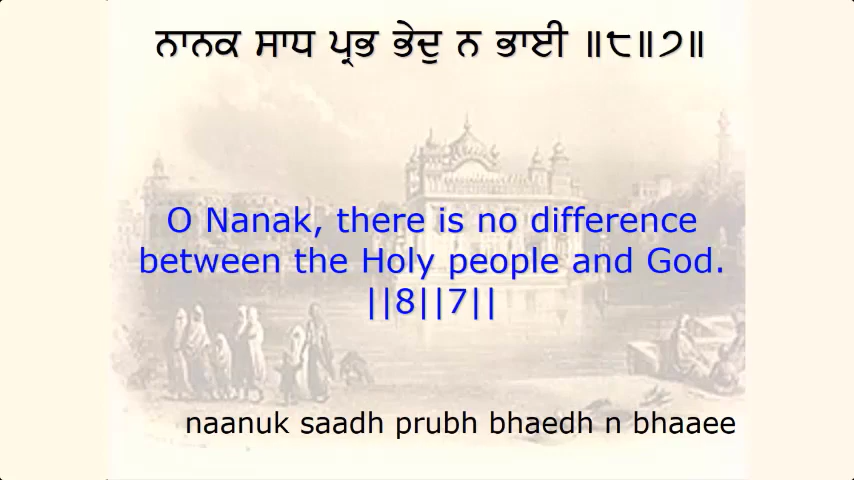 ਨਾਨਕ ਸਾਧ ਪ੍ਰਭ ਭੇਦੁ ਨ ਭਾਈ ॥੮॥੭॥
O Nanak, there is no difference
between the Holy people and God.
||8||7||
naanuk saadh prubh bhaedh n bhaaee